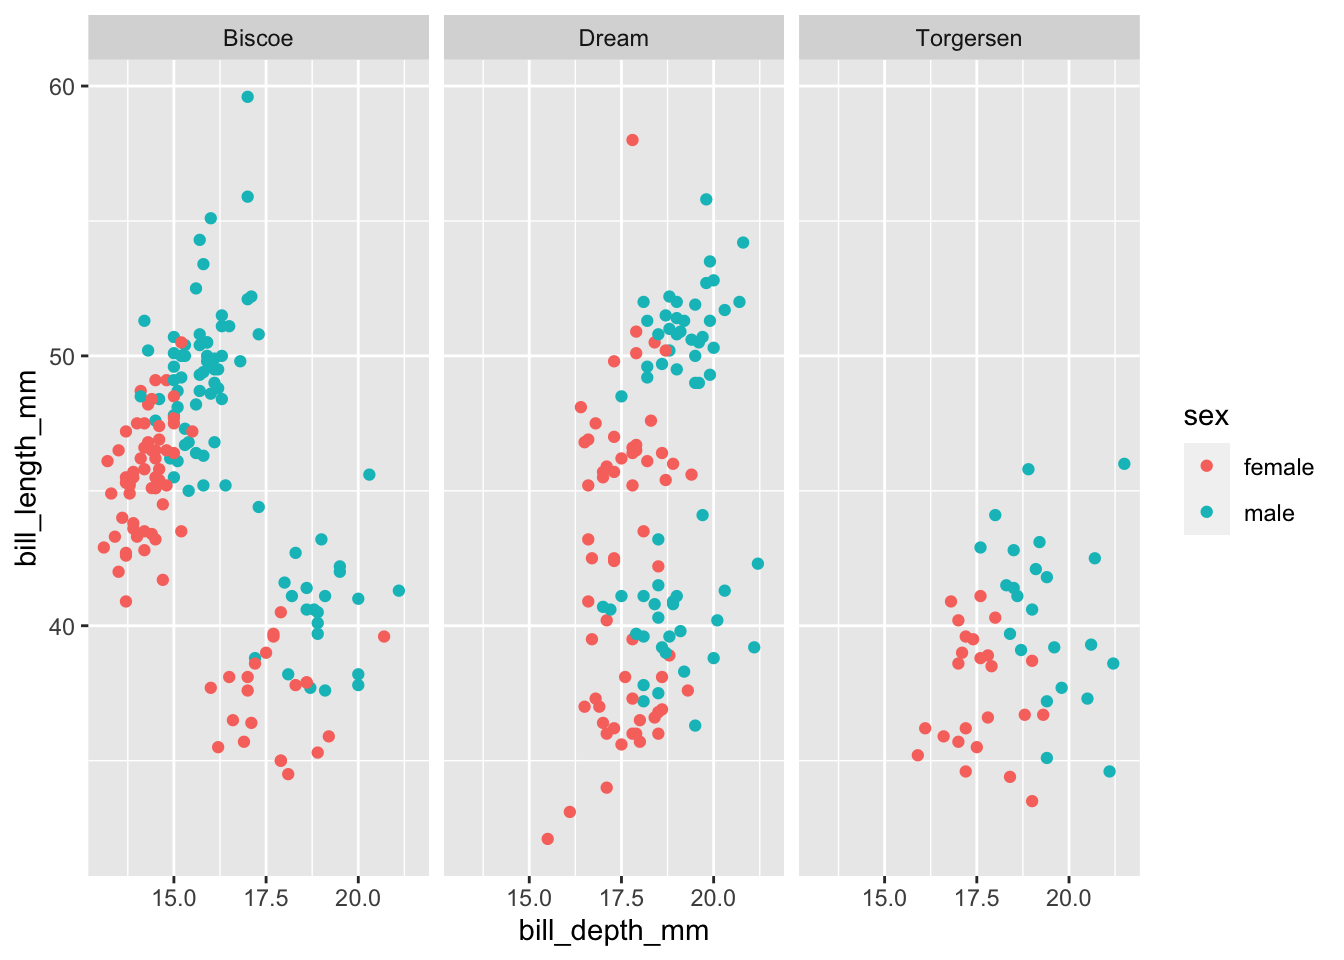 Biscoe Dream Torgersen
60
50
40
bill_length_mm
15.0 17.5 20.0 15.0 17.5 20.0 15.0 17.5 20.0
bill_depth_mm
sex
female
male